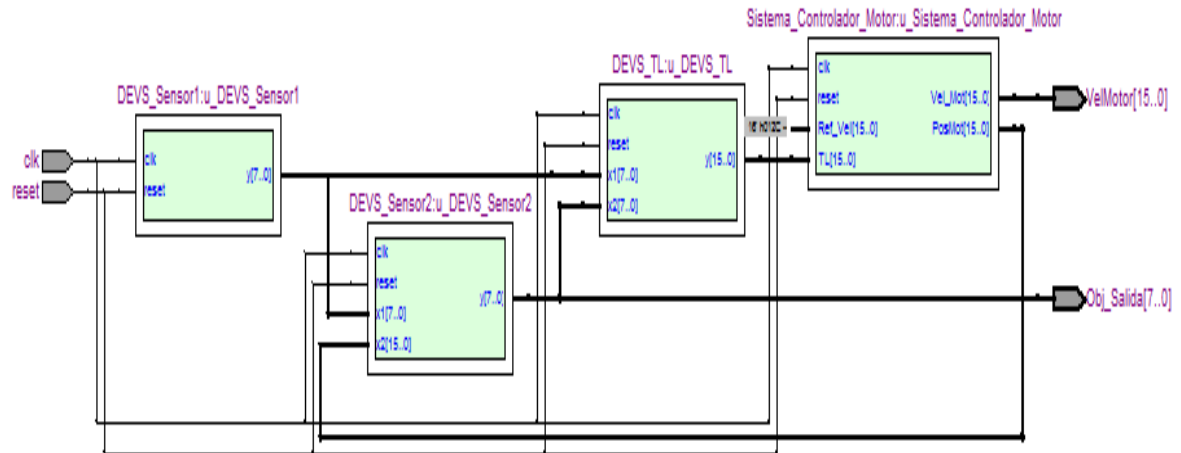 Sistema_Controlador_Motor:u_Sistema_Controlador_Motor
clk
reset
Ref_Vel[15..0]
TL[15..0]
Vel_Mot[15..0]
PosMot[15..0]
VelMotor[15..0]
DEVS_TL:u_DEVS_TL
clk
reset
x1[7..0]
x2[7..0]
y[15..0]
16' h012C --
DEVS_Sensor1:u_DEVS_Sensor1
clk
reset
clk
reset
y[7..0]
DEVS_Sensor2:u_DEVS_Sensor2
clk
reset
x1[7..0]
x2[15..0]
y[7..0]
Obj_Salida[7..0]